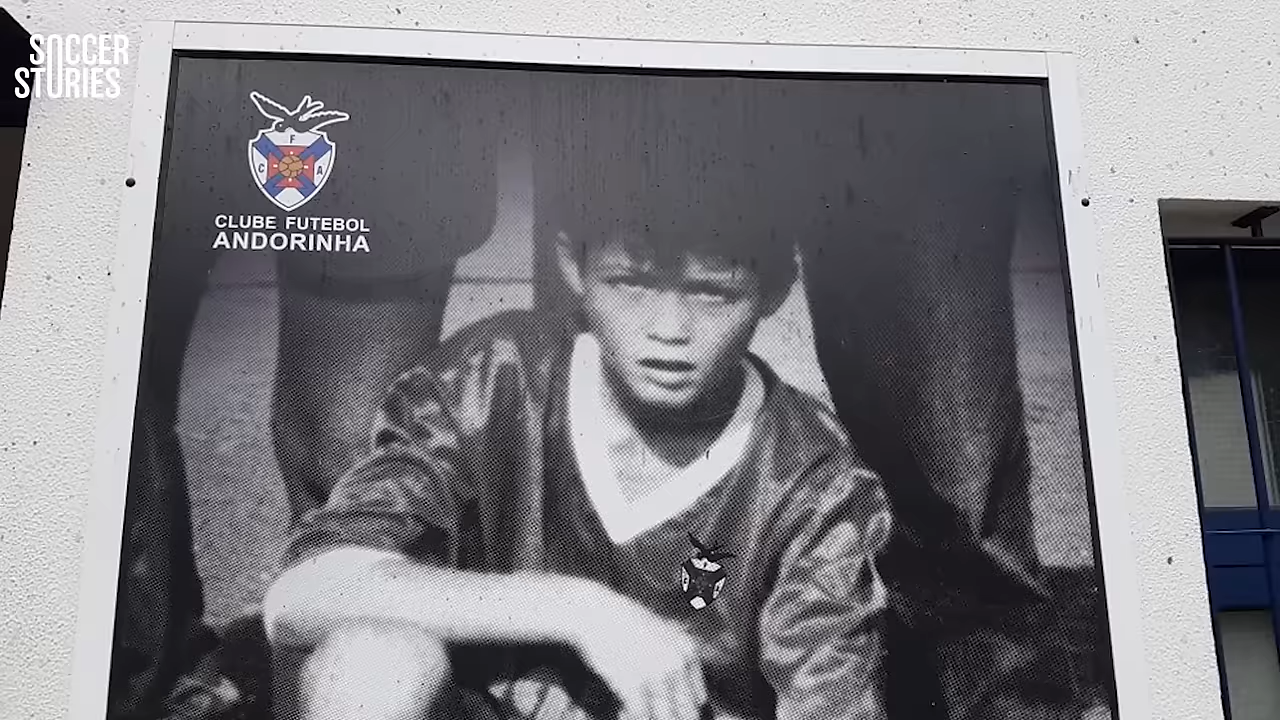 SOCCER
STORIES
F
C A
CLUBE FUTEBOL
ANDORINHA